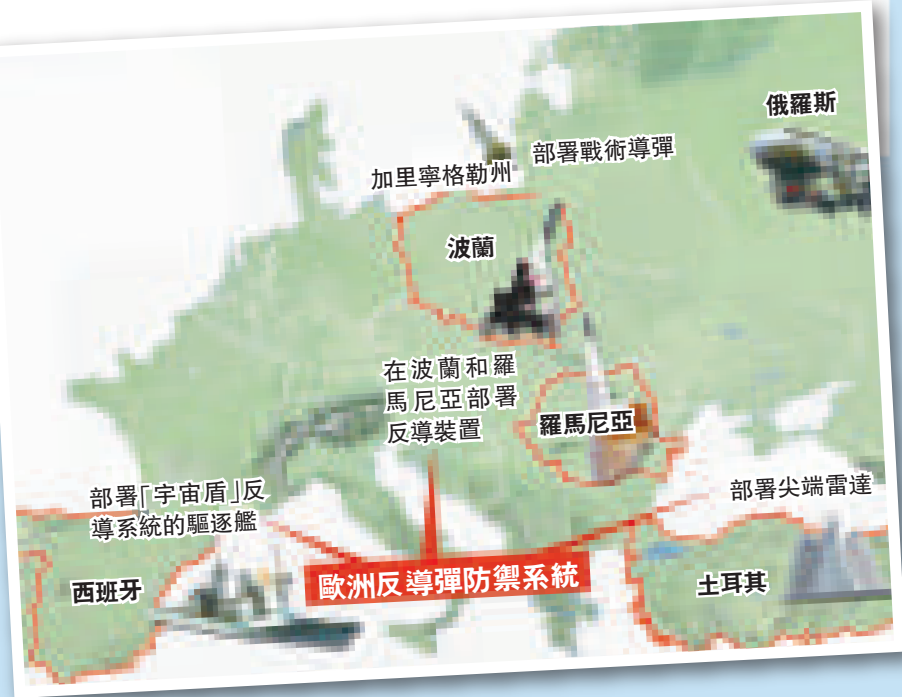 俄羅斯
部署戰術導彈
加里寧格勒州
波蘭
在波蘭和羅
馬尼亞部署
反導裝置
羅馬尼亞
部署「宇宙盾」反
導系統的驅逐艦
部署尖端雷達
西班牙
歐洲反導彈防禦系統
土耳其